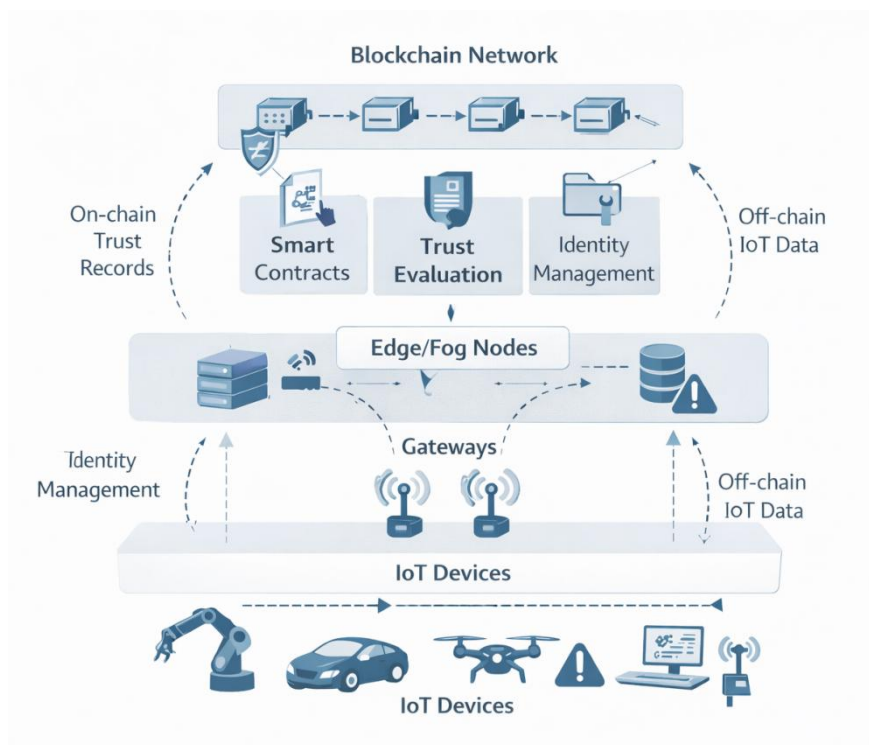 Blockchain Network
On-chain
Trust
Records
Smart
Contracts
Trust
Evaluation
Identity
Management
Off-chain
IoT Data
Edge/Fog Nodes
Identity
Management
Gateways
Off-chain
IoT Data
IoT Devices
IoT Devices